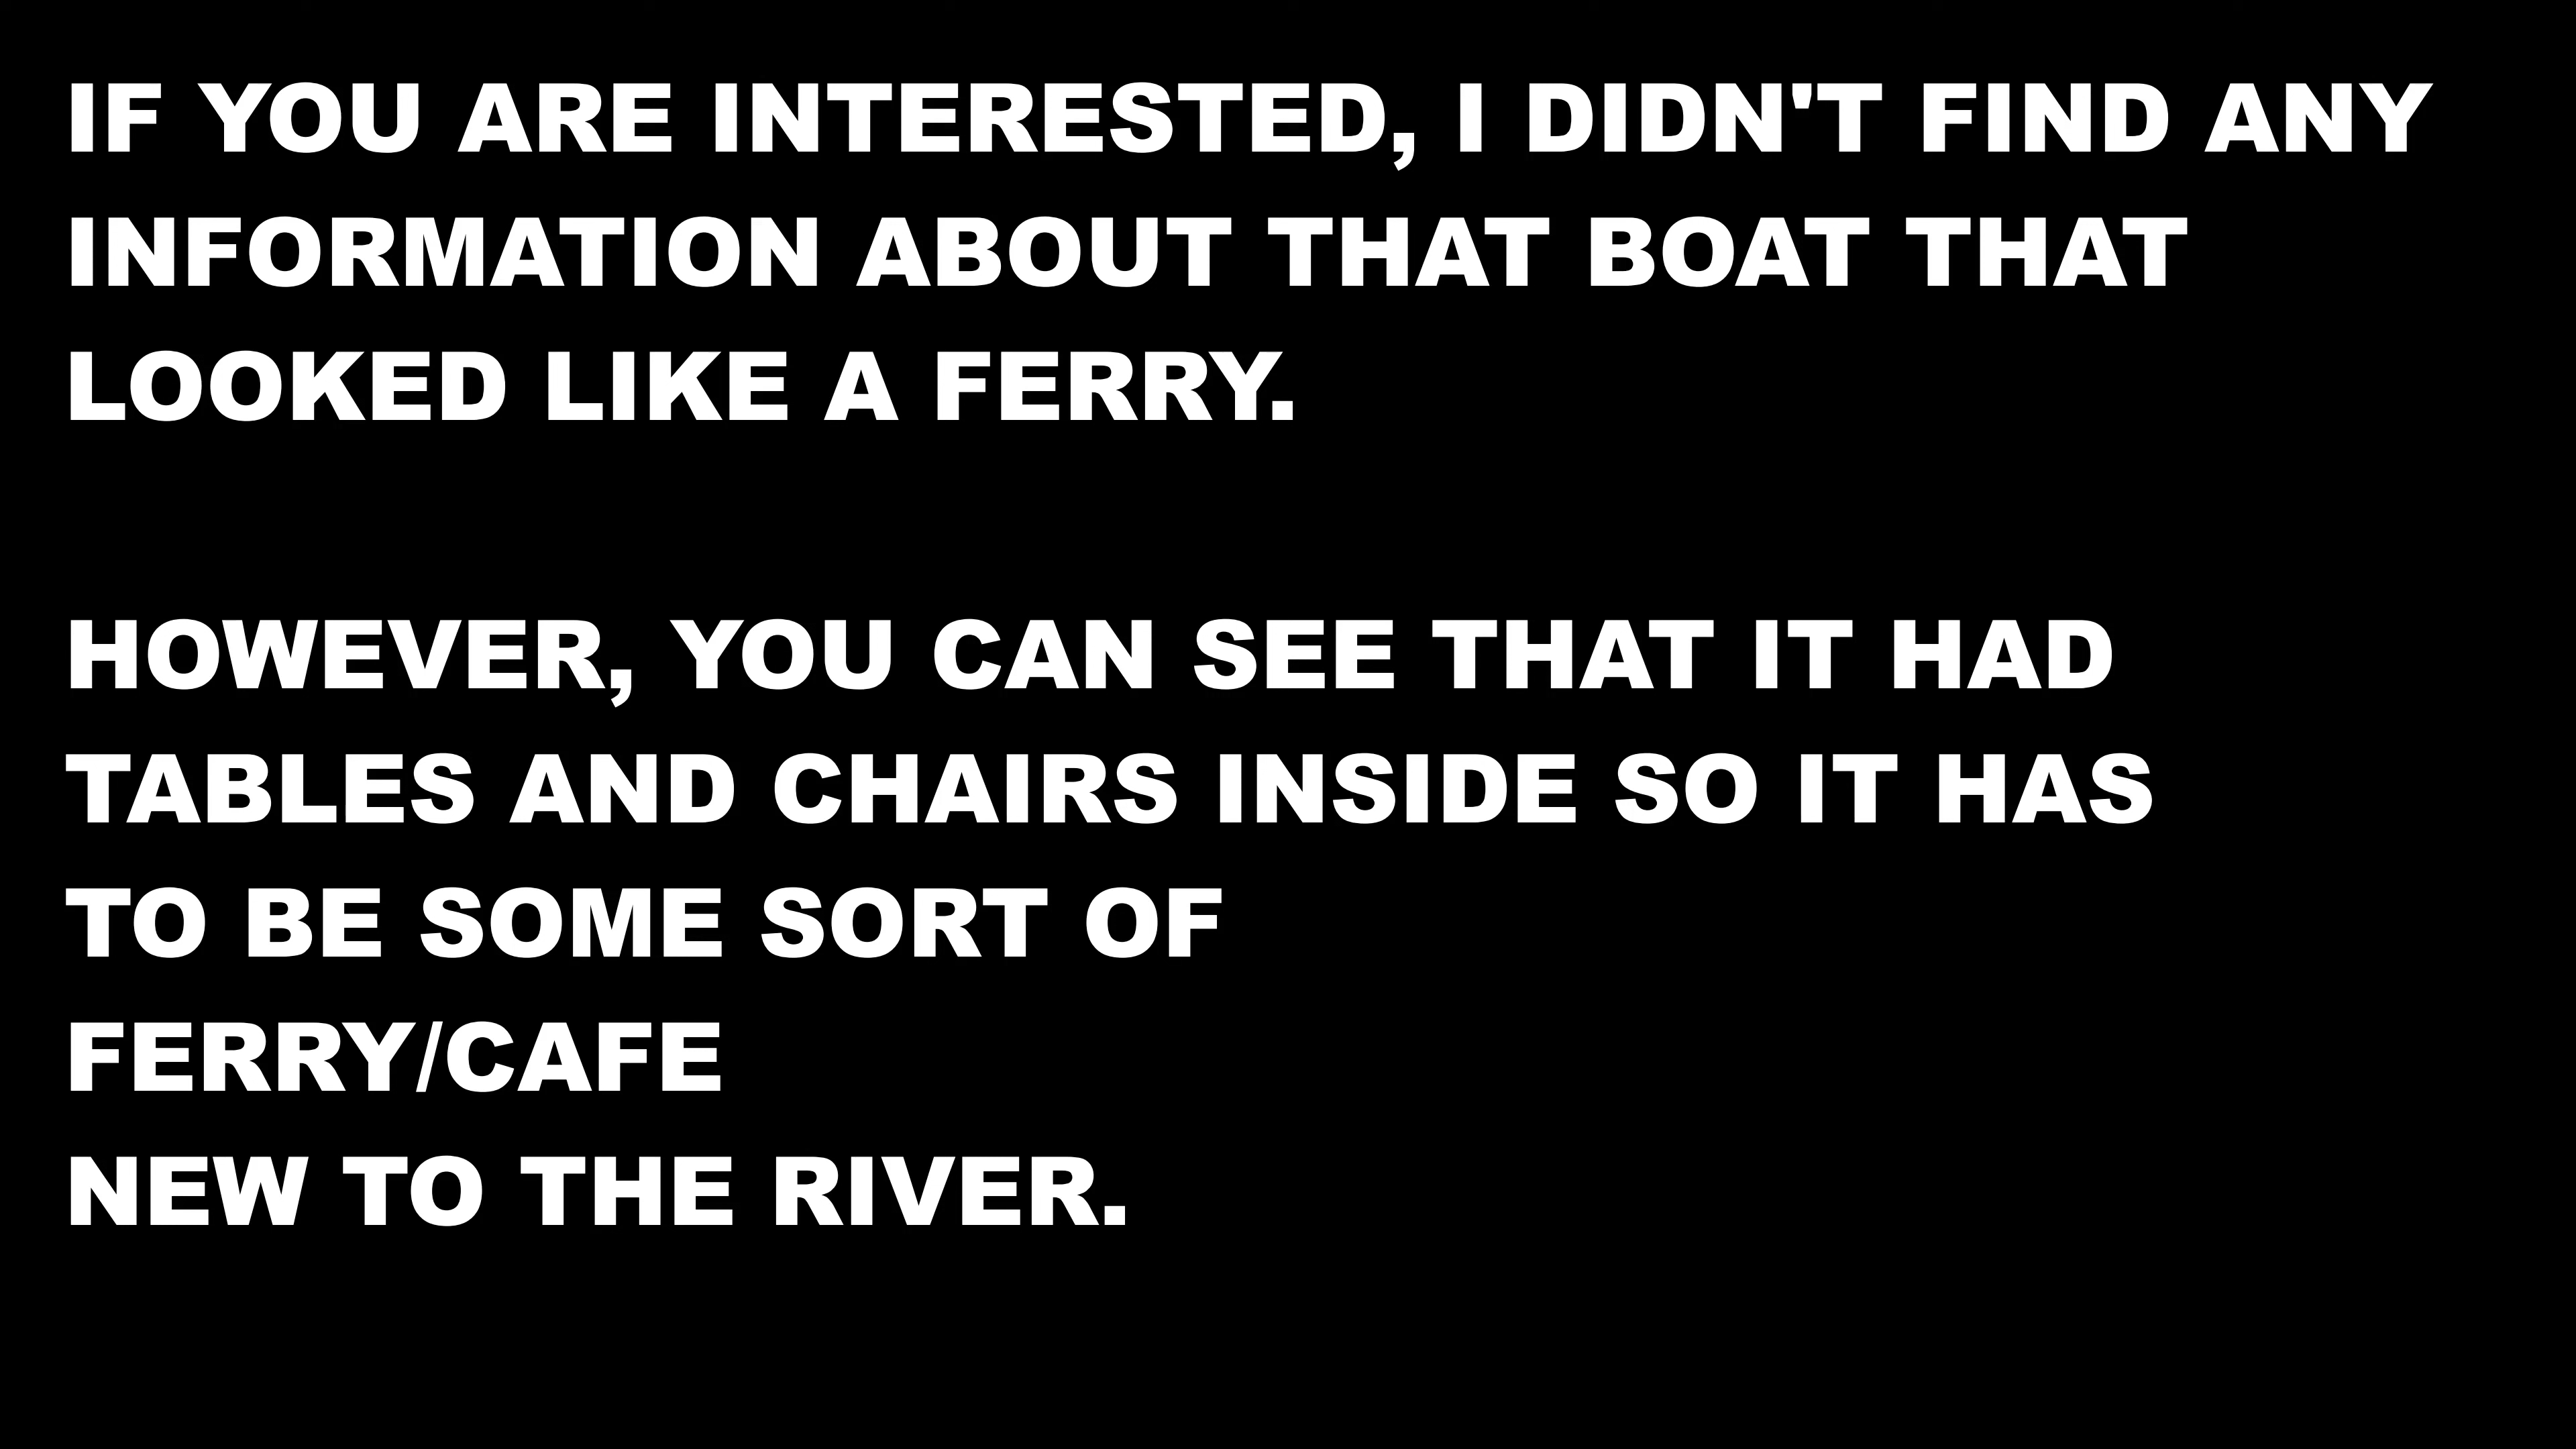 IF YOU ARE INTERESTED, I DIDN'T FIND ANY
INFORMATION ABOUT THAT BOAT THAT
LOOKED LIKE A FERRY.
HOWEVER, YOU CAN SEE THAT IT HAD
TABLES AND CHAIRS INSIDE SO IT HAS
TO BE SOME SORT OF
FERRY/CAFE
NEW TO THE RIVER.